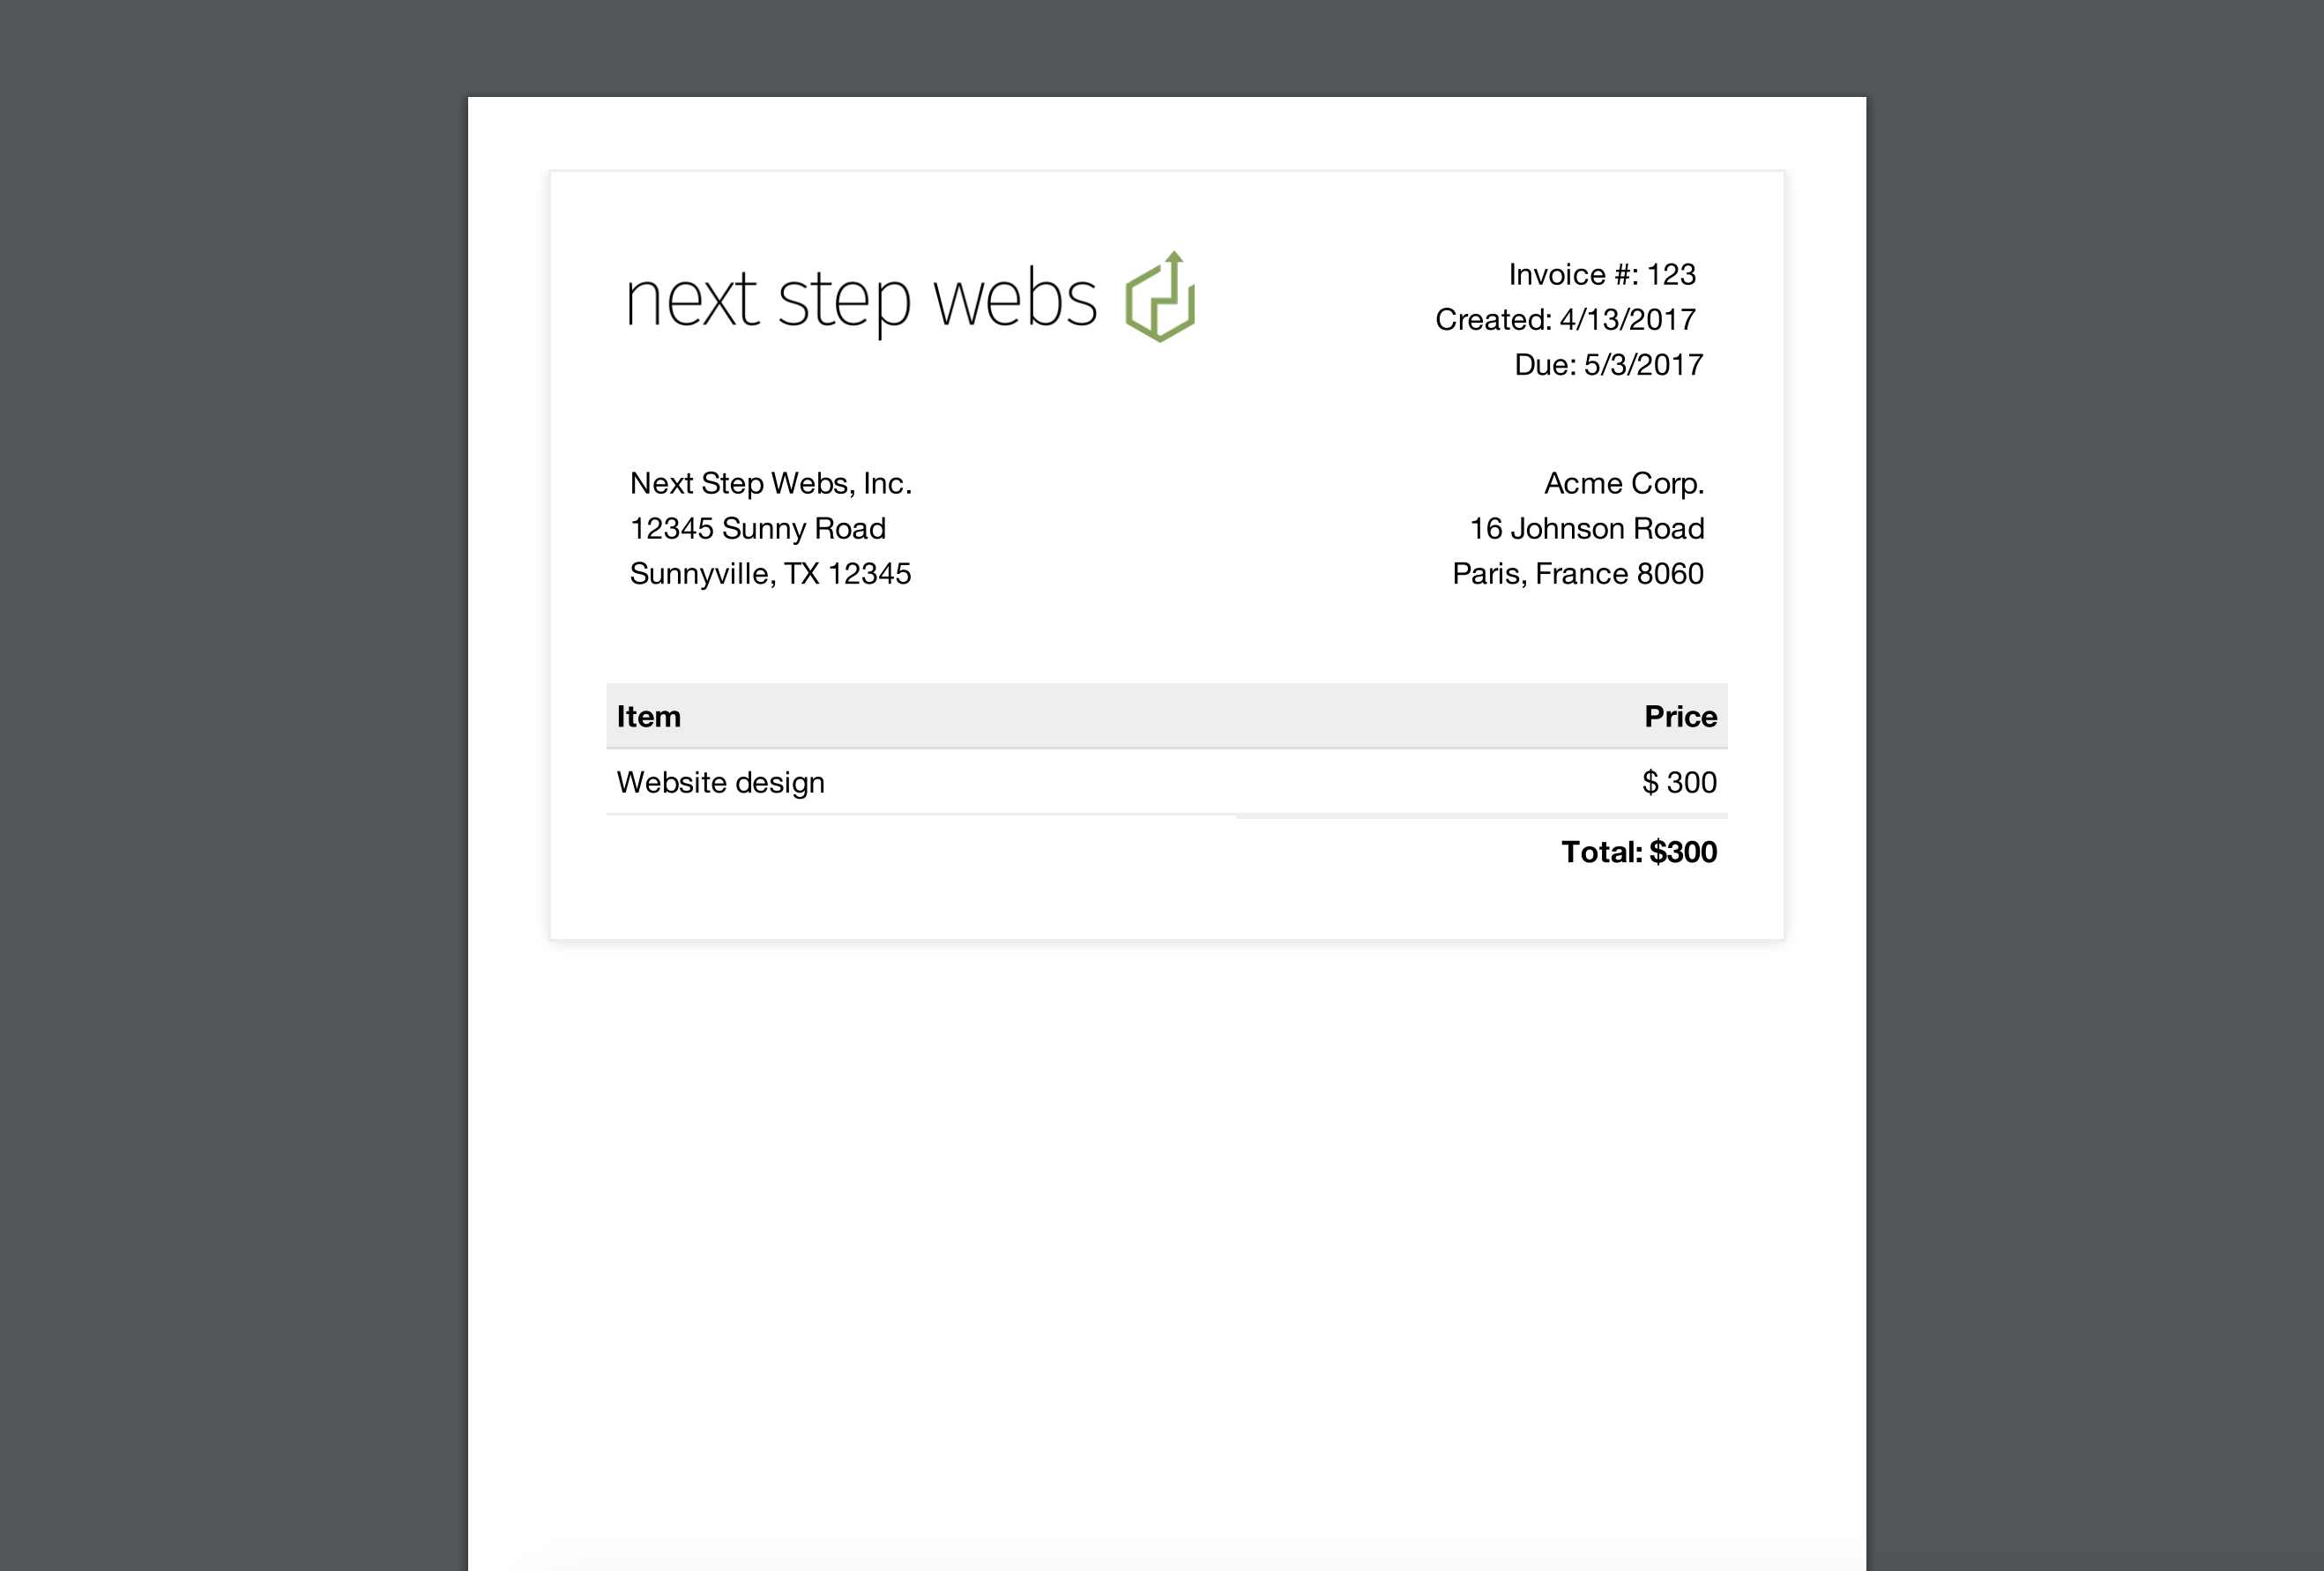 next step webs
Invoice #: 123
Created: 4/13/2017
Due: 5/3/2017
Next Step Webs, Inc.
12345 Sunny Road
Sunnyville, TX 12345
Acme Corp.
16 Johnson Road
Paris, France 8060
Item Price
Website design $ 300
Total: $300